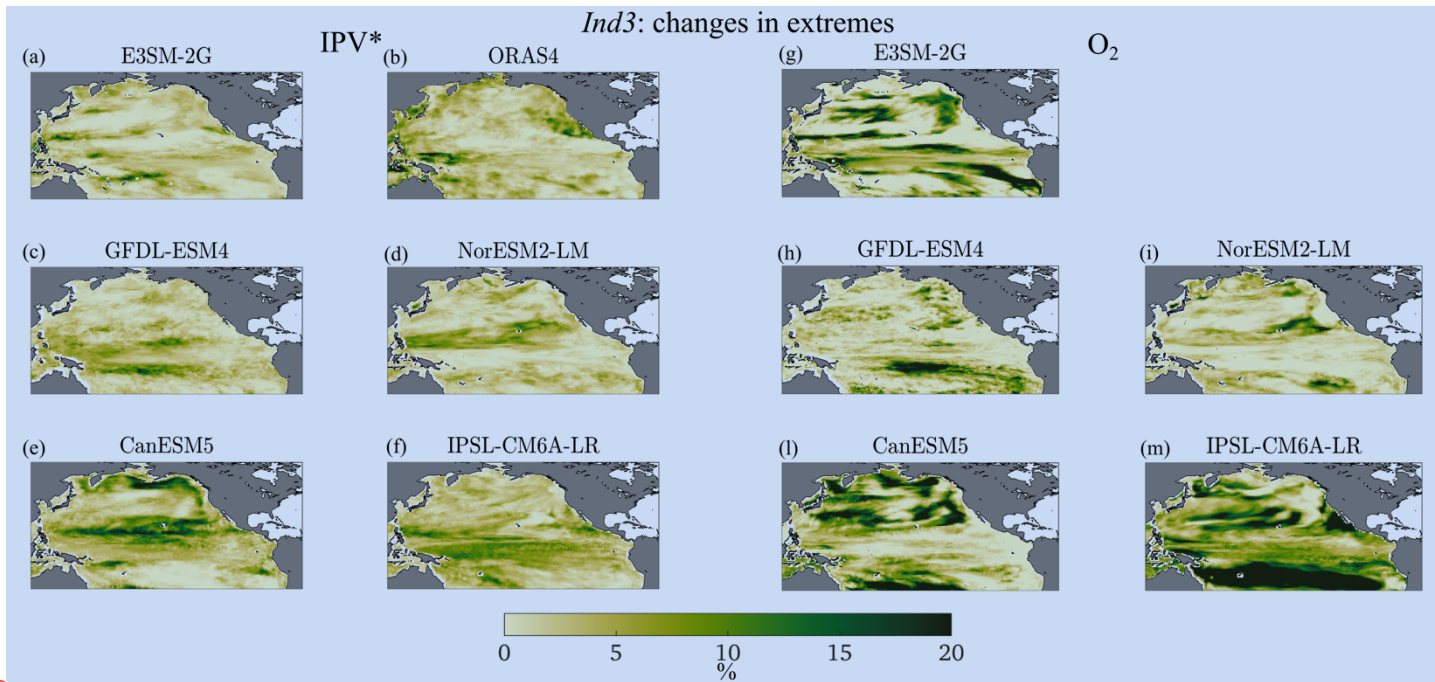 Ind3: changes in extremes
IPV*
O₂
(a) E3SM-2G
(b) ORAS4
(g) E3SM-2G
(c) GFDL-ESM4
(d) NorESM2-LM
(h) GFDL-ESM4
(i) NorESM2-LM
(e) CanESM5
(f) IPSL-CM6A-LR
(l) CanESM5
(m) IPSL-CM6A-LR
0 5 10 15 20
%